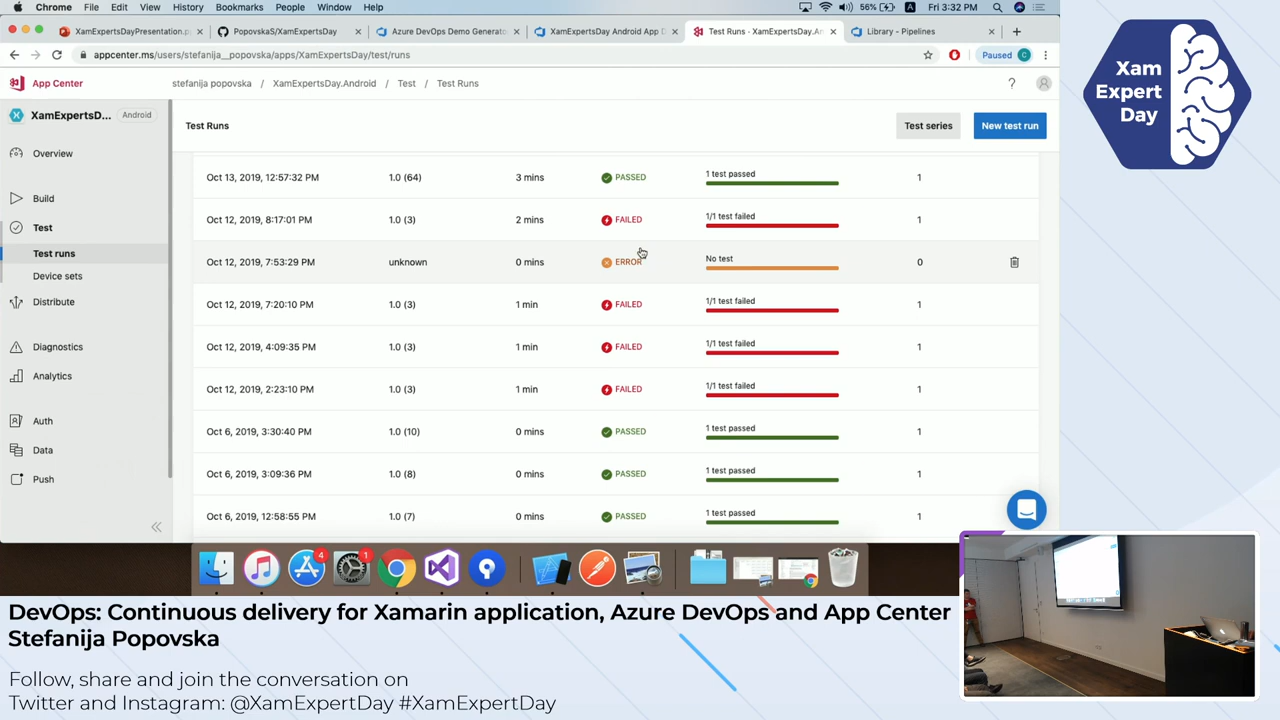 Chrome File Edit View History Bookmarks People Window Help 56% Fri 3:32 PM
XamExpertsDayPresentation.p PopovskaS/XamExpertsDay Azure DevOps Demo Generato XamExpertsDay Android App D Test Runs - XamExpertsDay.An Library - Pipelines
appcenter.ms/users/stefanija__popovska/apps/XamExpertsDay/test/runs Paused C
App Center stefanija popovska / XamExpertsDay.Android / Test / Test Runs ?
XamExpertsD... Android
Test Runs Test series New test run
Overview
Build
Test
Test runs
Device sets
Distribute
Diagnostics
Analytics
Auth
Data
Push
Oct 13, 2019, 12:57:32 PM 1.0 (64) 3 mins PASSED 1 test passed 1
Oct 12, 2019, 8:17:01 PM 1.0 (3) 2 mins FAILED 1/1 test failed 1
Oct 12, 2019, 7:53:29 PM unknown 0 mins ERROR No test 0
Oct 12, 2019, 7:20:10 PM 1.0 (3) 1 min FAILED 1/1 test failed 1
Oct 12, 2019, 4:09:35 PM 1.0 (3) 1 min FAILED 1/1 test failed 1
Oct 12, 2019, 2:23:10 PM 1.0 (3) 1 min FAILED 1/1 test failed 1
Oct 6, 2019, 3:30:40 PM 1.0 (10) 0 mins PASSED 1 test passed 1
Oct 6, 2019, 3:09:36 PM 1.0 (8) 0 mins PASSED 1 test passed 1
Oct 6, 2019, 12:58:55 PM 1.0 (7) 0 mins PASSED 1 test passed 1
4 1
Xam
Expert
Day
DevOps: Continuous delivery for Xamarin application, Azure DevOps and App Center
Stefanija Popovska
Follow, share and join the conversation on
Twitter and Instagram: @XamExpertDay #XamExpertDay